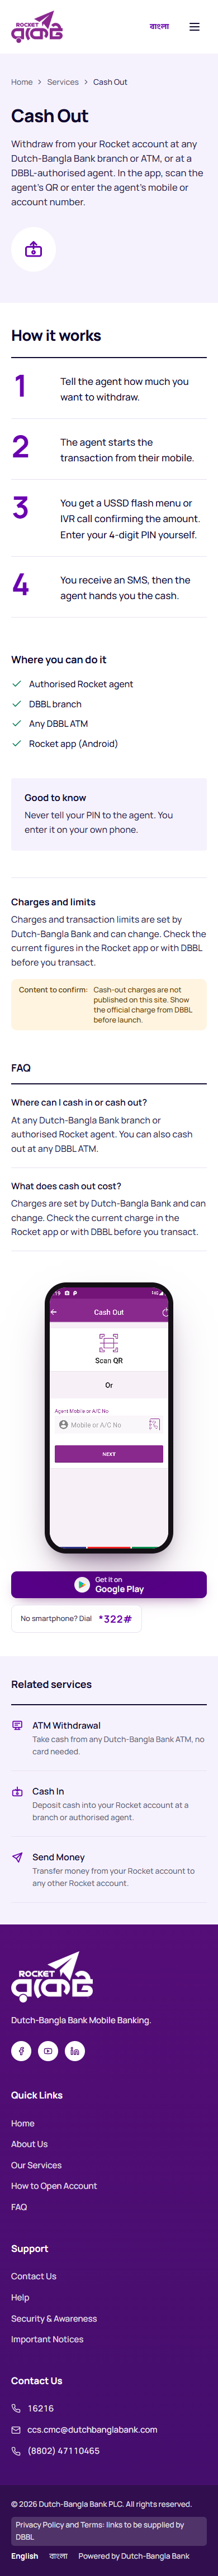 ROCKET
রকেট
বাংলা
Home > Services > Cash Out
Cash Out
Withdraw from your Rocket account at any
Dutch-Bangla Bank branch or ATM, or at a
DBBL-authorised agent. In the app, scan the
agent's QR or enter the agent's mobile or
account number.
How it works
1 Tell the agent how much you
want to withdraw.
2 The agent starts the
transaction from their mobile.
3 You get a USSD flash menu or
IVR call confirming the amount.
Enter your 4-digit PIN yourself.
4 You receive an SMS, then the
agent hands you the cash.
Where you can do it
Authorised Rocket agent
DBBL branch
Any DBBL ATM
Rocket app (Android)
Good to know
Never tell your PIN to the agent. You
enter it on your own phone.
Charges and limits
Charges and transaction limits are set by
Dutch-Bangla Bank and can change. Check the
current figures in the Rocket app or with DBBL
before you transact.
Content to confirm: Cash-out charges are not
published on this site. Show
the official charge from DBBL
before launch.
FAQ
Where can I cash in or cash out?
At any Dutch-Bangla Bank branch or
authorised Rocket agent. You can also cash
out at any DBBL ATM.
What does cash out cost?
Charges are set by Dutch-Bangla Bank and can
change. Check the current charge in the
Rocket app or with DBBL before you transact.
Cash Out
Scan QR
Or
Agent Mobile or A/C No
Mobile or A/C No
NEXT
Get it on
Google Play
No smartphone? Dial *322#
Related services
ATM Withdrawal
Take cash from any Dutch-Bangla Bank ATM, no
card needed.
Cash In
Deposit cash into your Rocket account at a
branch or authorised agent.
Send Money
Transfer money from your Rocket account to
any other Rocket account.
ROCKET
রকেট
Dutch-Bangla Bank Mobile Banking.
Quick Links
Home
About Us
Our Services
How to Open Account
FAQ
Support
Contact Us
Help
Security & Awareness
Important Notices
Contact Us
16216
ccs.cmc@dutchbanglabank.com
(8802) 47110465
© 2026 Dutch-Bangla Bank PLC. All rights reserved.
Privacy Policy and Terms: links to be supplied by
DBBL
English বাংলা Powered by Dutch-Bangla Bank